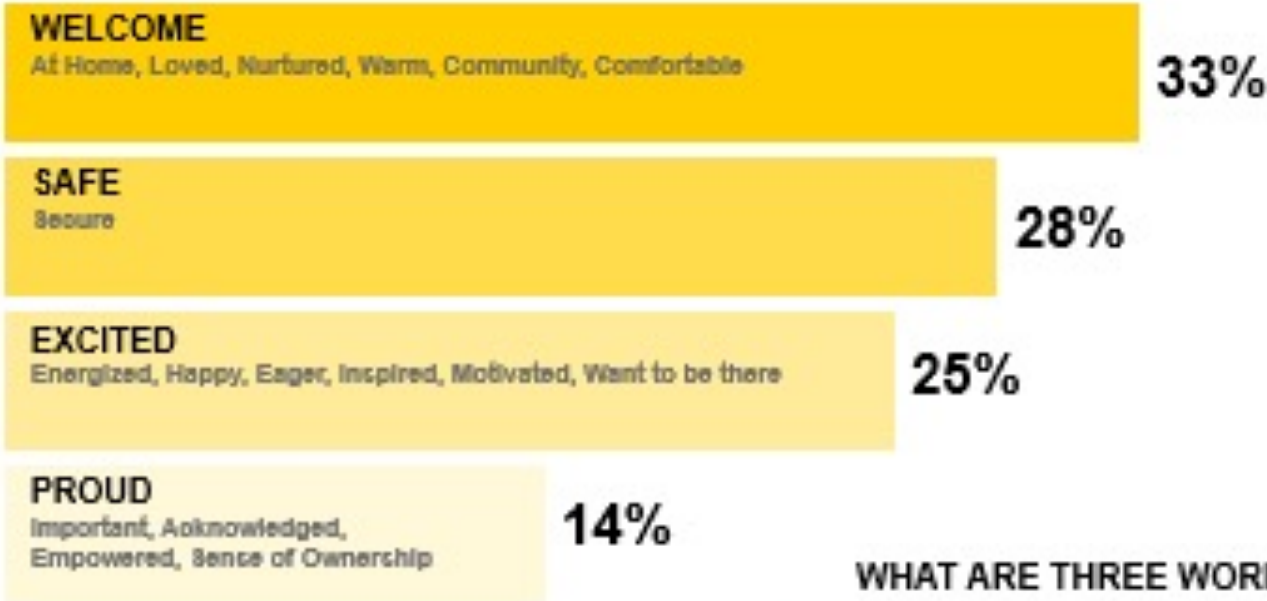 WELCOME
At Home, Loved, Nurtured, Warm, Community, Comfortable
33%
SAFE
Secure
28%
EXCITED
Energized, Happy, Eager, Inspired, Motivated, Want to be there
25%
PROUD
Important, Acknowledged,
Empowered, Sense of Ownership
14%
WHAT ARE THREE